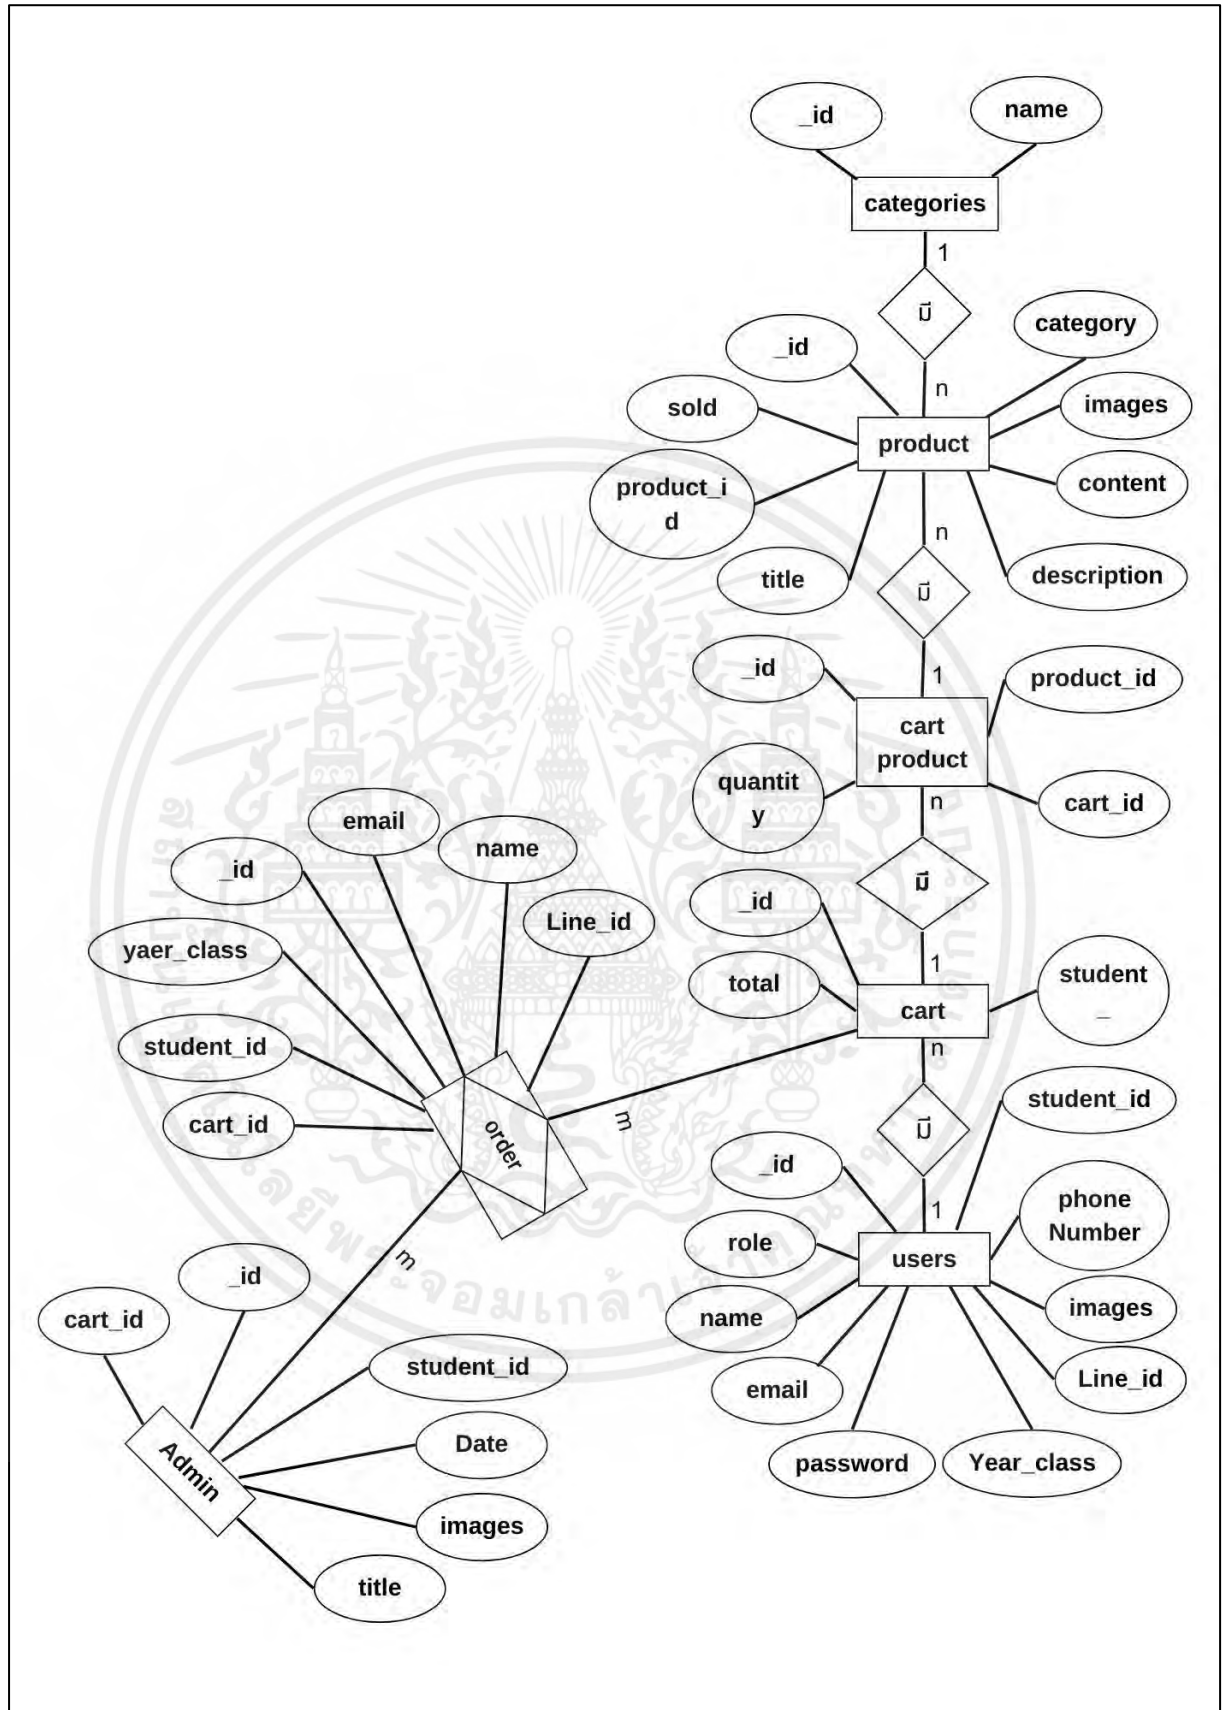 _id
name
categories
1
มี
_id
category
n
sold
images
product
product_i
d
content
n
title
มี
description
_id
1
product_id
cart
product
quantit
y
n
cart_id
มี
_id
1
total
cart
student
_
n
มี
student_id
_id
1
phone
Number
role
users
name
images
email
Line_id
password
Year_class
email
name
_id
Line_id
yaer_class
student_id
cart_id
order
m
m
_id
cart_id
student_id
Admin
Date
images
title